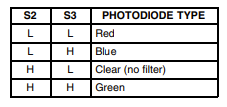 S2 S3 PHOTODIODE TYPE
L L Red
L H Blue
H L Clear (no filter)
H H Green